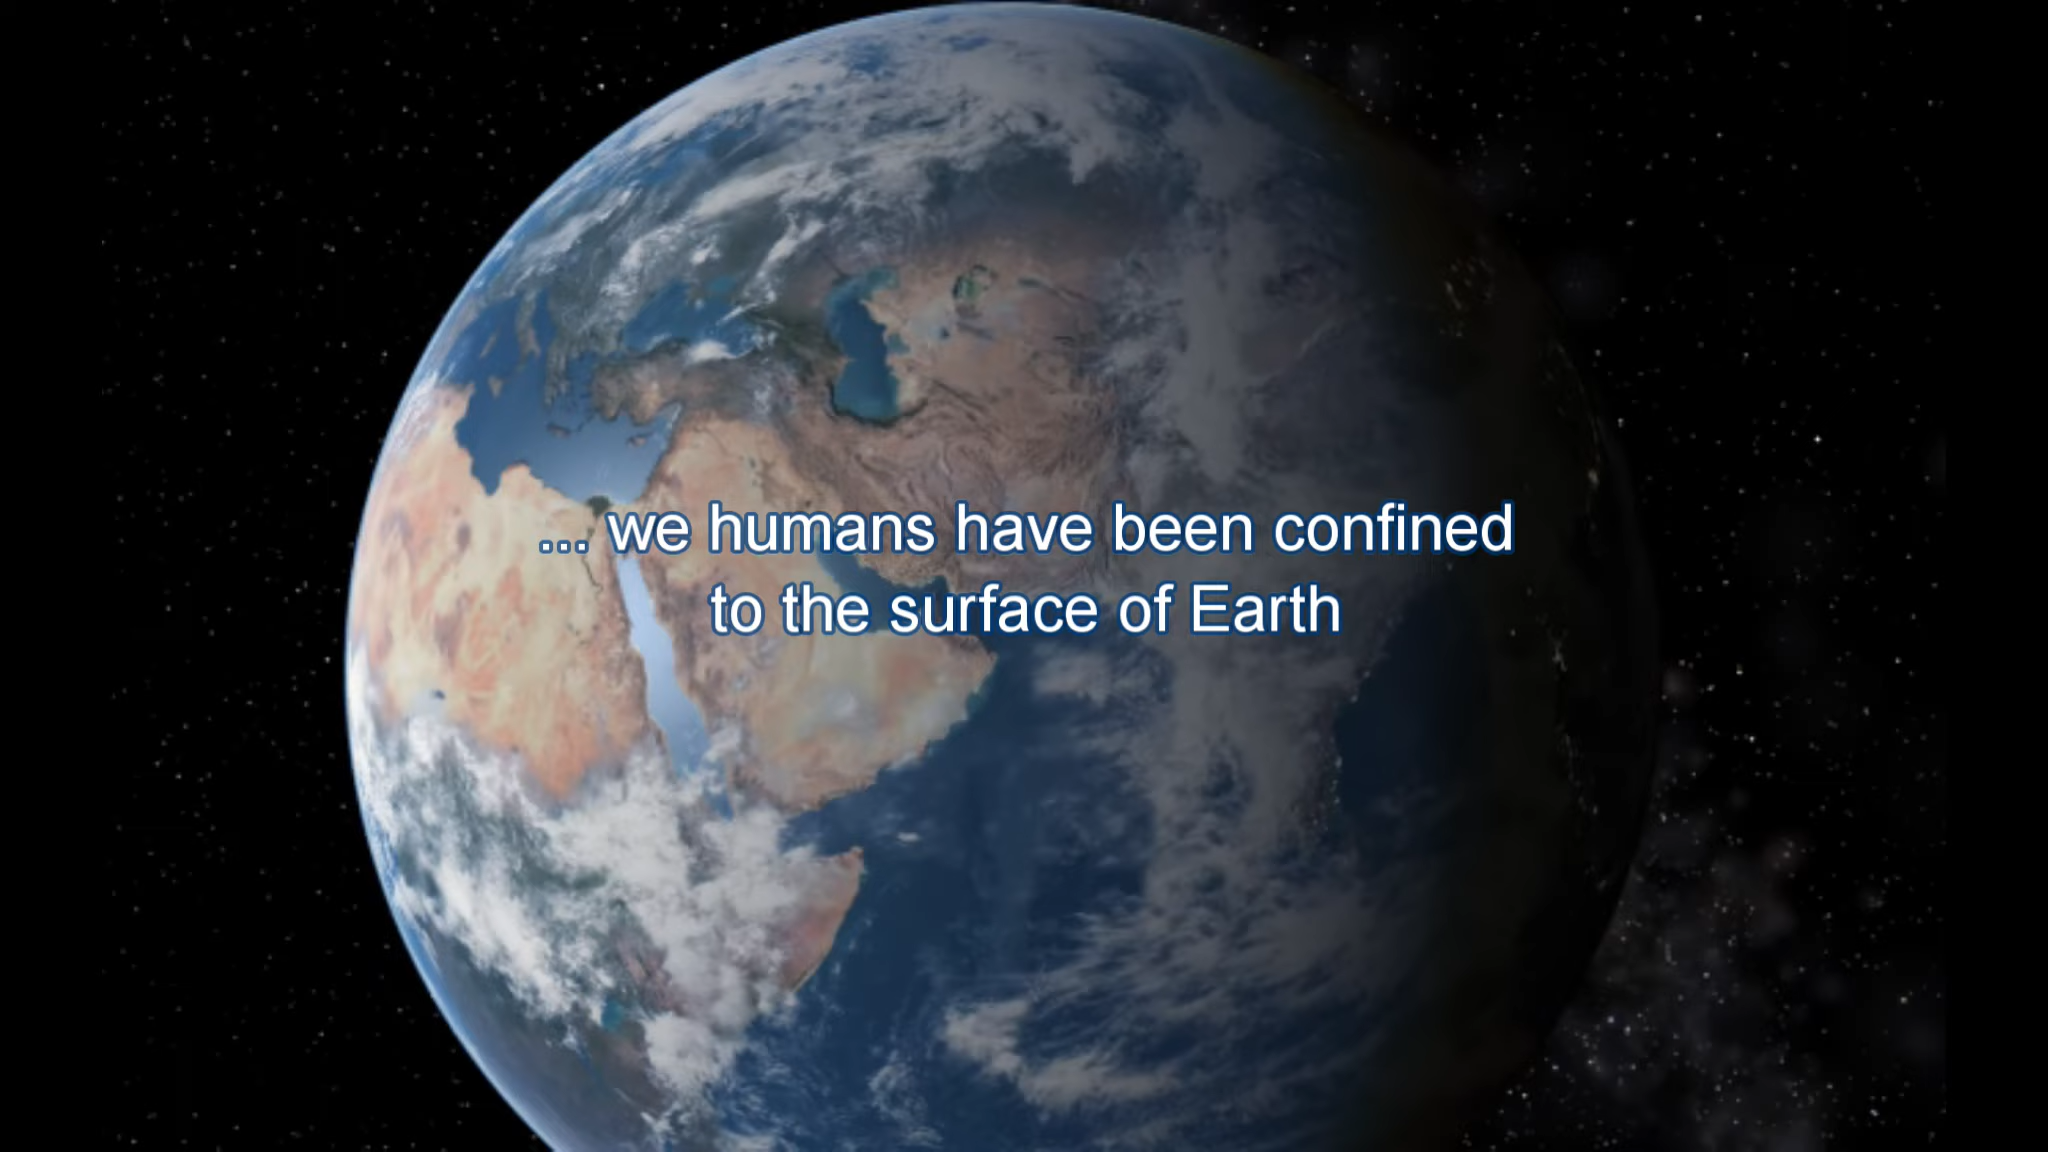 ... we humans have been confined
to the surface of Earth